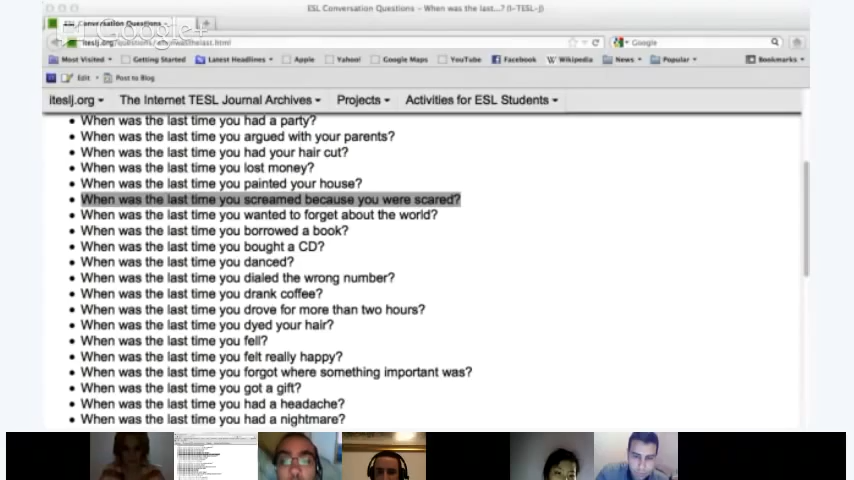 ESL Conversation Questions - When was the last...? (I-TESL-J)
ESL Conversation Questions -
Google+
iteslj.org/questions/
Google
Most Visited
Getting Started
Latest Headlines
Apple
Yahoo!
Google Maps
YouTube
Facebook
Wikipedia
News
Popular
Bookmarks
Edit
Post to Blog
iteslj.org
The Internet TESL Journal Archives
Projects
Activities for ESL Students
When was the last time you had a party?
When was the last time you argued with your parents?
When was the last time you had your hair cut?
When was the last time you lost money?
When was the last time you painted your house?
When was the last time you screamed because you were scared?
When was the last time you wanted to forget about the world?
When was the last time you borrowed a book?
When was the last time you bought a CD?
When was the last time you danced?
When was the last time you dialed the wrong number?
When was the last time you drank coffee?
When was the last time you drove for more than two hours?
When was the last time you dyed your hair?
When was the last time you fell?
When was the last time you felt really happy?
When was the last time you forgot where something important was?
When was the last time you got a gift?
When was the last time you had a headache?
When was the last time you had a nightmare?